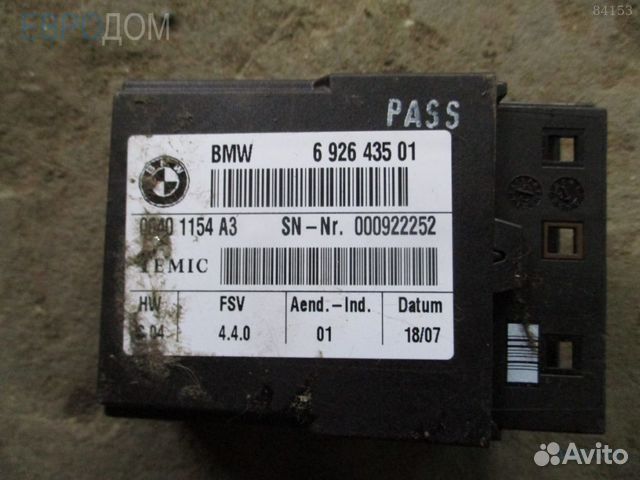 ЕВРОДОМ
84153
PASS
BMW 6 926 435 01
1154 A3 SN-Nr. 000922252
TEMIC
HW FSV Aend.-Ind. Datum
04 4.4.0 01 18/07
Avito